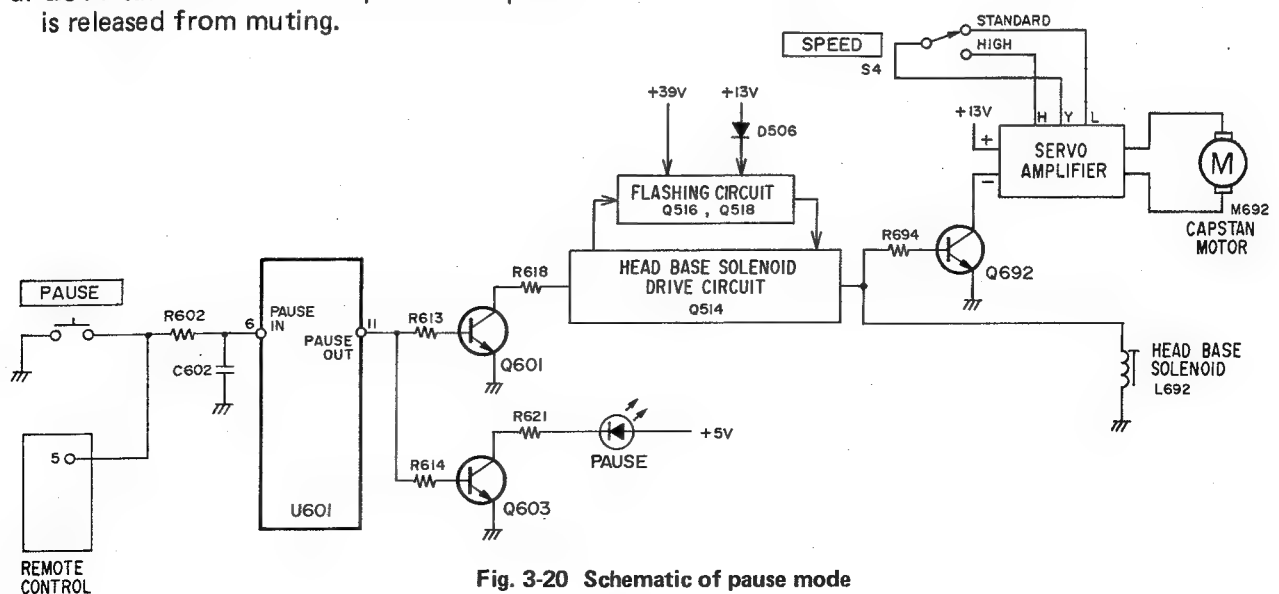 is released from muting.
SPEED
STANDARD
HIGH
S4
+39V
+13V
D506
+13V
H Y L
+
−
SERVO
AMPLIFIER
M
M692
CAPSTAN
MOTOR
FLASHING CIRCUIT
Q516 , Q518
R694
Q692
HEAD BASE SOLENOID
DRIVE CIRCUIT
Q514
R618
PAUSE
R602
6
PAUSE
IN
11
PAUSE
OUT
R613
Q601
C602
HEAD BASE
SOLENOID
L692
R621
+5V
PAUSE
R614
Q603
5
U601
REMOTE
CONTROL
Fig. 3-20 Schematic of pause mode